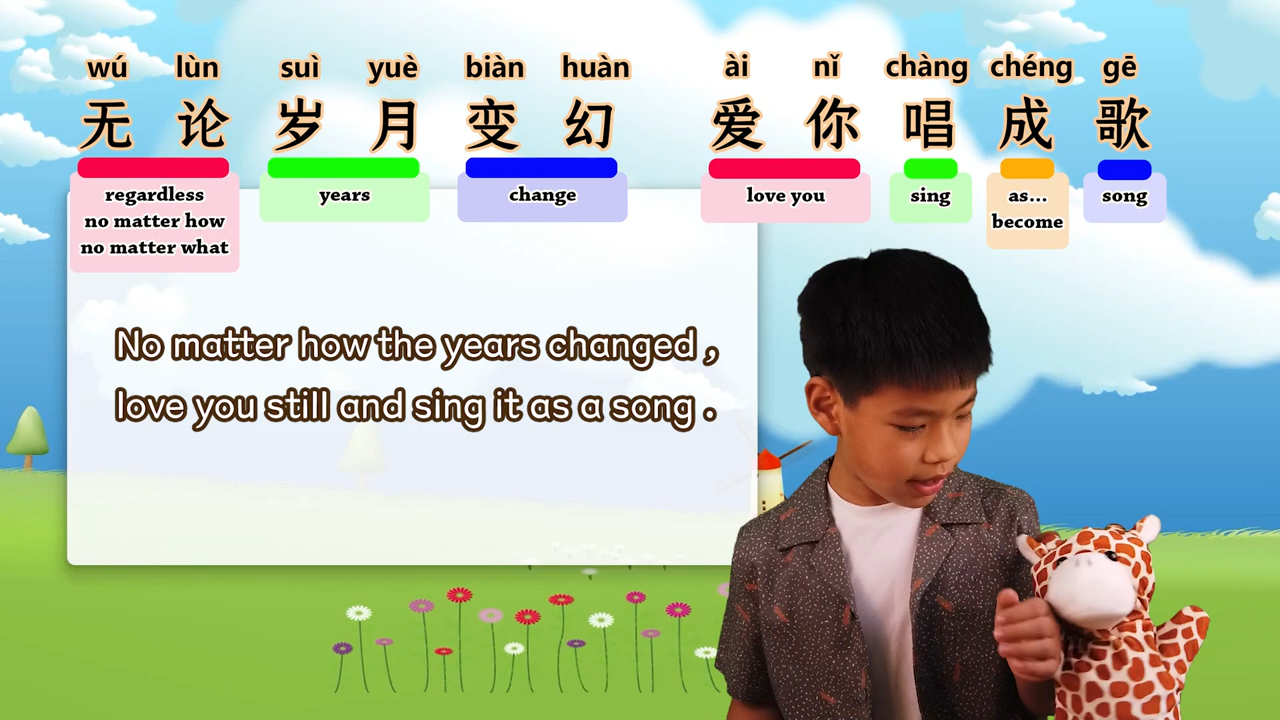 wú lùn suì yuè biàn huàn ài nǐ chàng chéng gē
无论岁月变幻 爱你唱成歌
regardless years change love you sing as...
no matter how become
no matter what song
No matter how the years changed ,
love you still and sing it as a song .